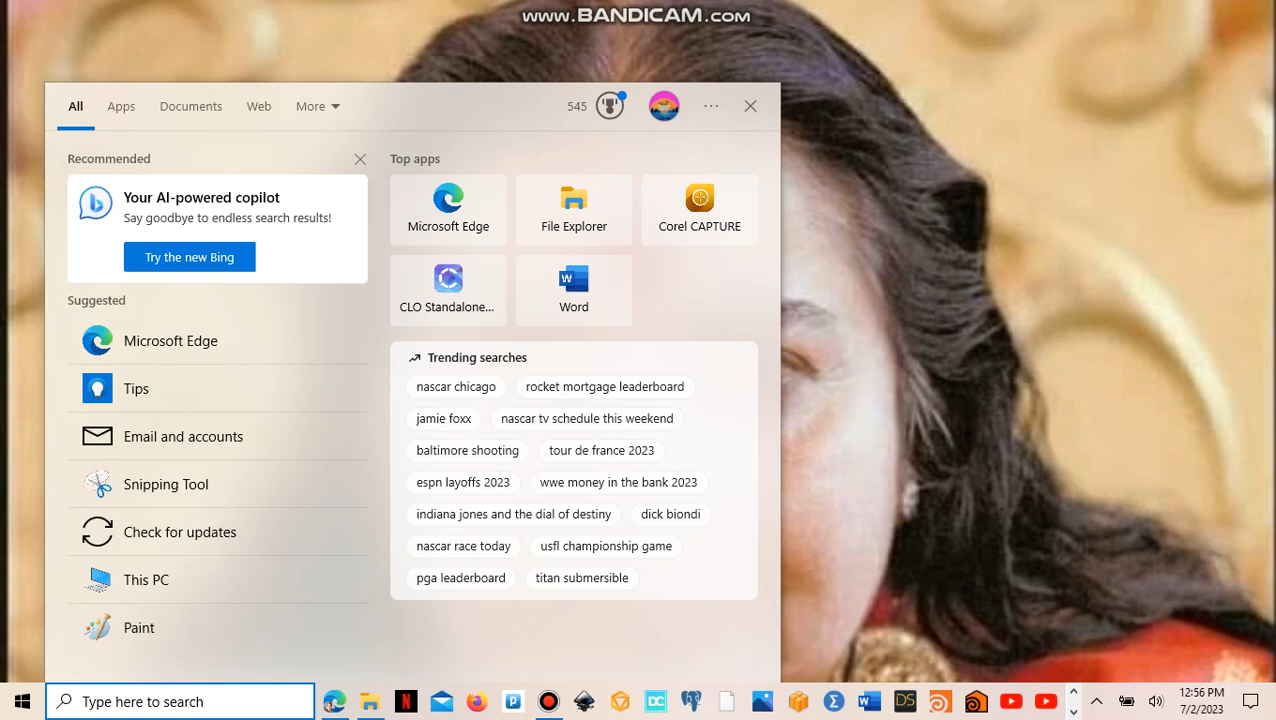 www.BANDICAM.com
All Apps Documents Web More 545 ...
Recommended
Your AI-powered copilot
Say goodbye to endless search results!
Try the new Bing
Suggested
Microsoft Edge
Tips
Email and accounts
Snipping Tool
Check for updates
This PC
Paint
Top apps
Microsoft Edge File Explorer Corel CAPTURE
CLO Standalone... Word
Trending searches
nascar chicago rocket mortgage leaderboard
jamie foxx nascar tv schedule this weekend
baltimore shooting tour de france 2023
espn layoffs 2023 wwe money in the bank 2023
indiana jones and the dial of destiny dick biondi
nascar race today usfl championship game
pga leaderboard titan submersible
Type here to search
12:56 PM
7/2/2023